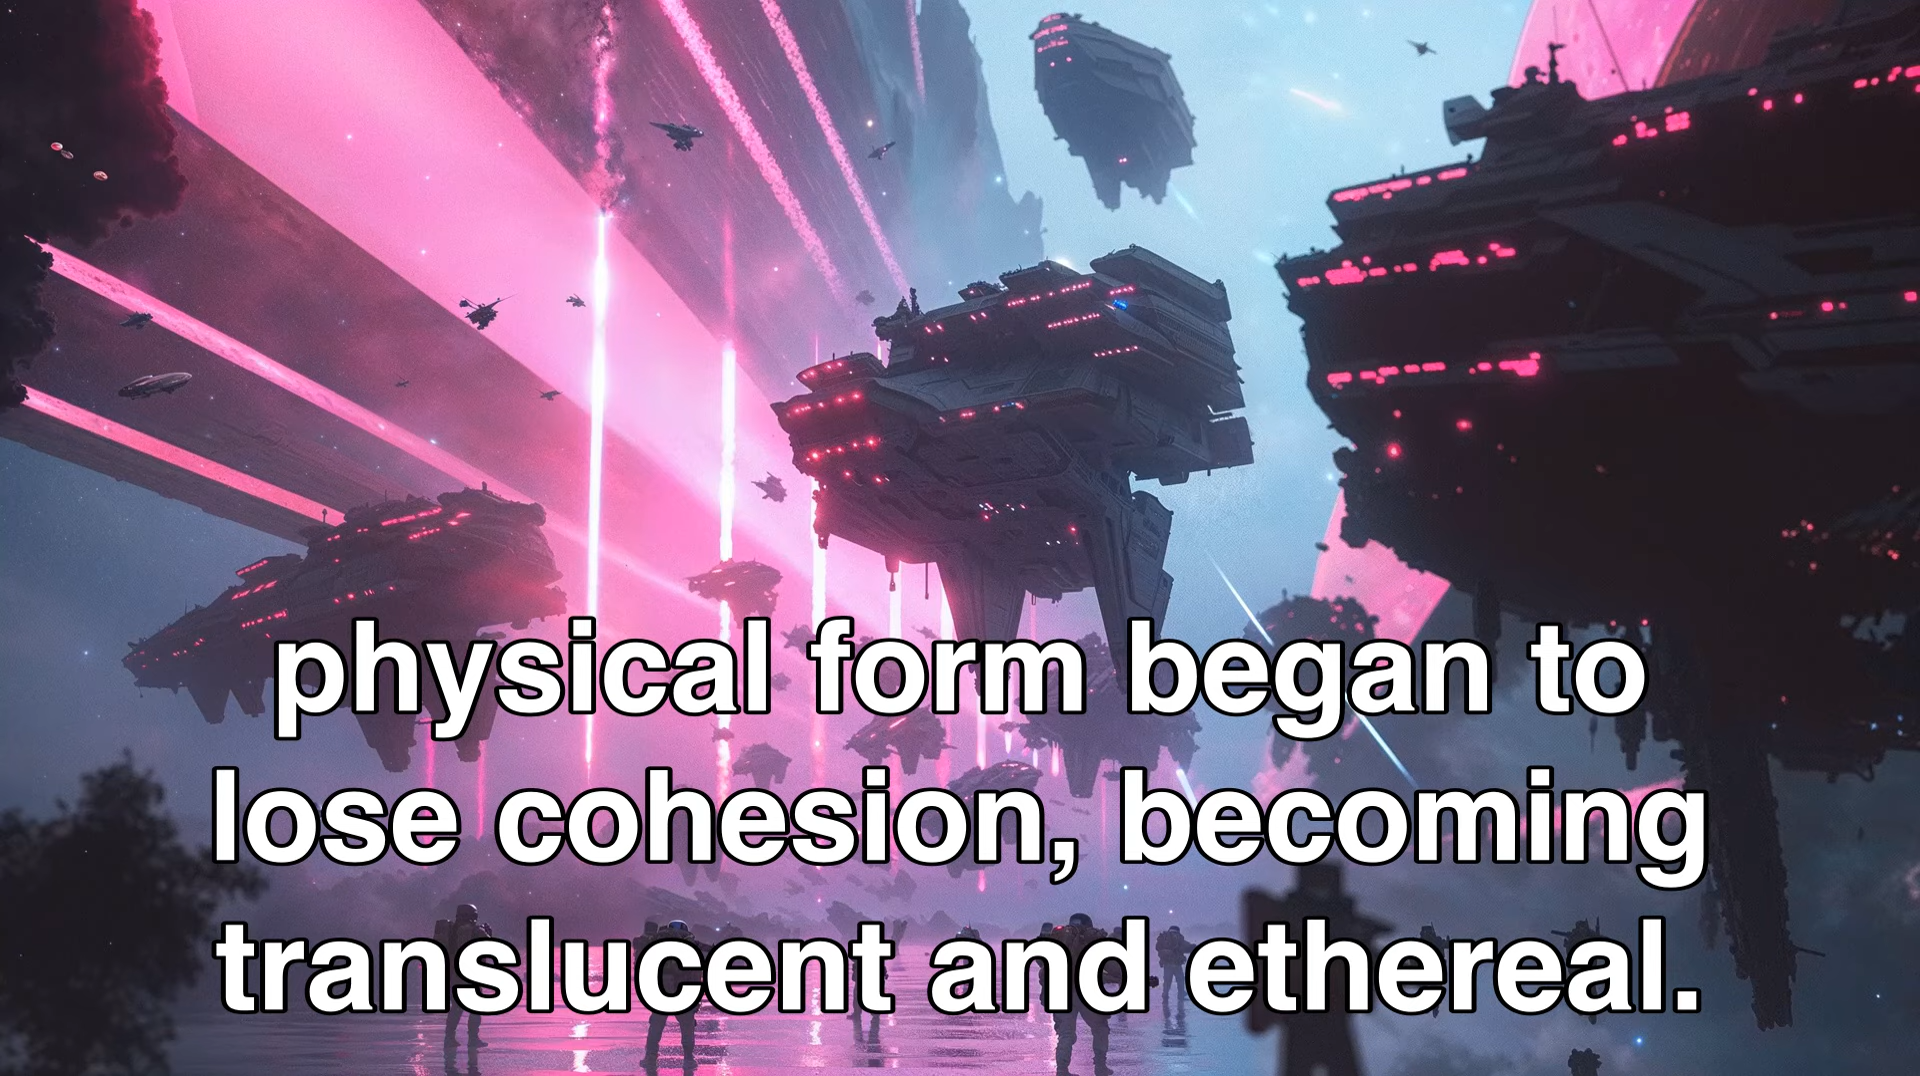 physical form began to
lose cohesion, becoming
translucent and ethereal.